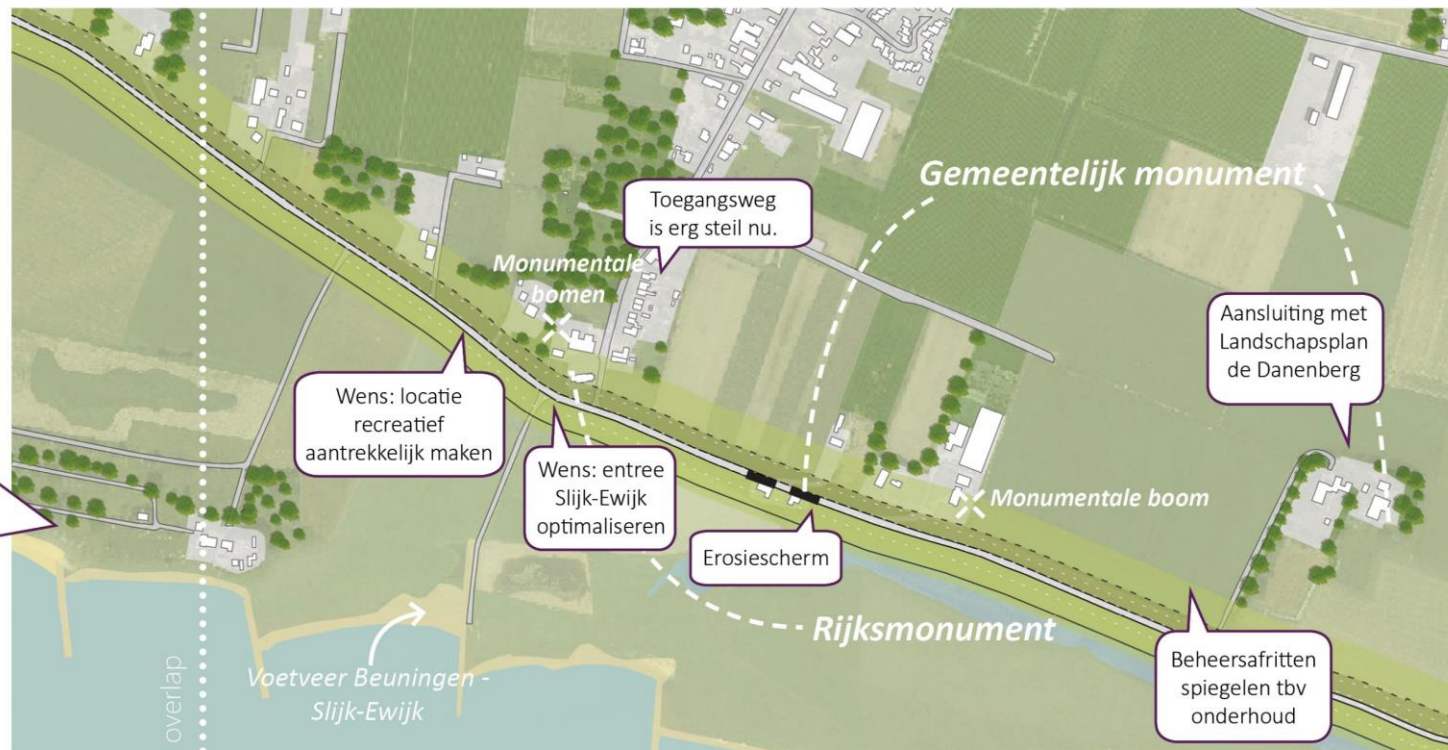 Gemeentelijk monument
Toegangsweg
is erg steil nu.
Monumentale
bomen
Aansluiting met
Landschapsplan
de Danenberg
Wens: locatie
recreatief
aantrekkelijk maken
Wens: entree
Slijk-Ewijk
optimaliseren
Monumentale boom
Erosiescherm
Rijksmonument
Voetveer Beuningen -
Slijk-Ewijk
overlap
Beheersafritten
spiegelen tbv
onderhoud